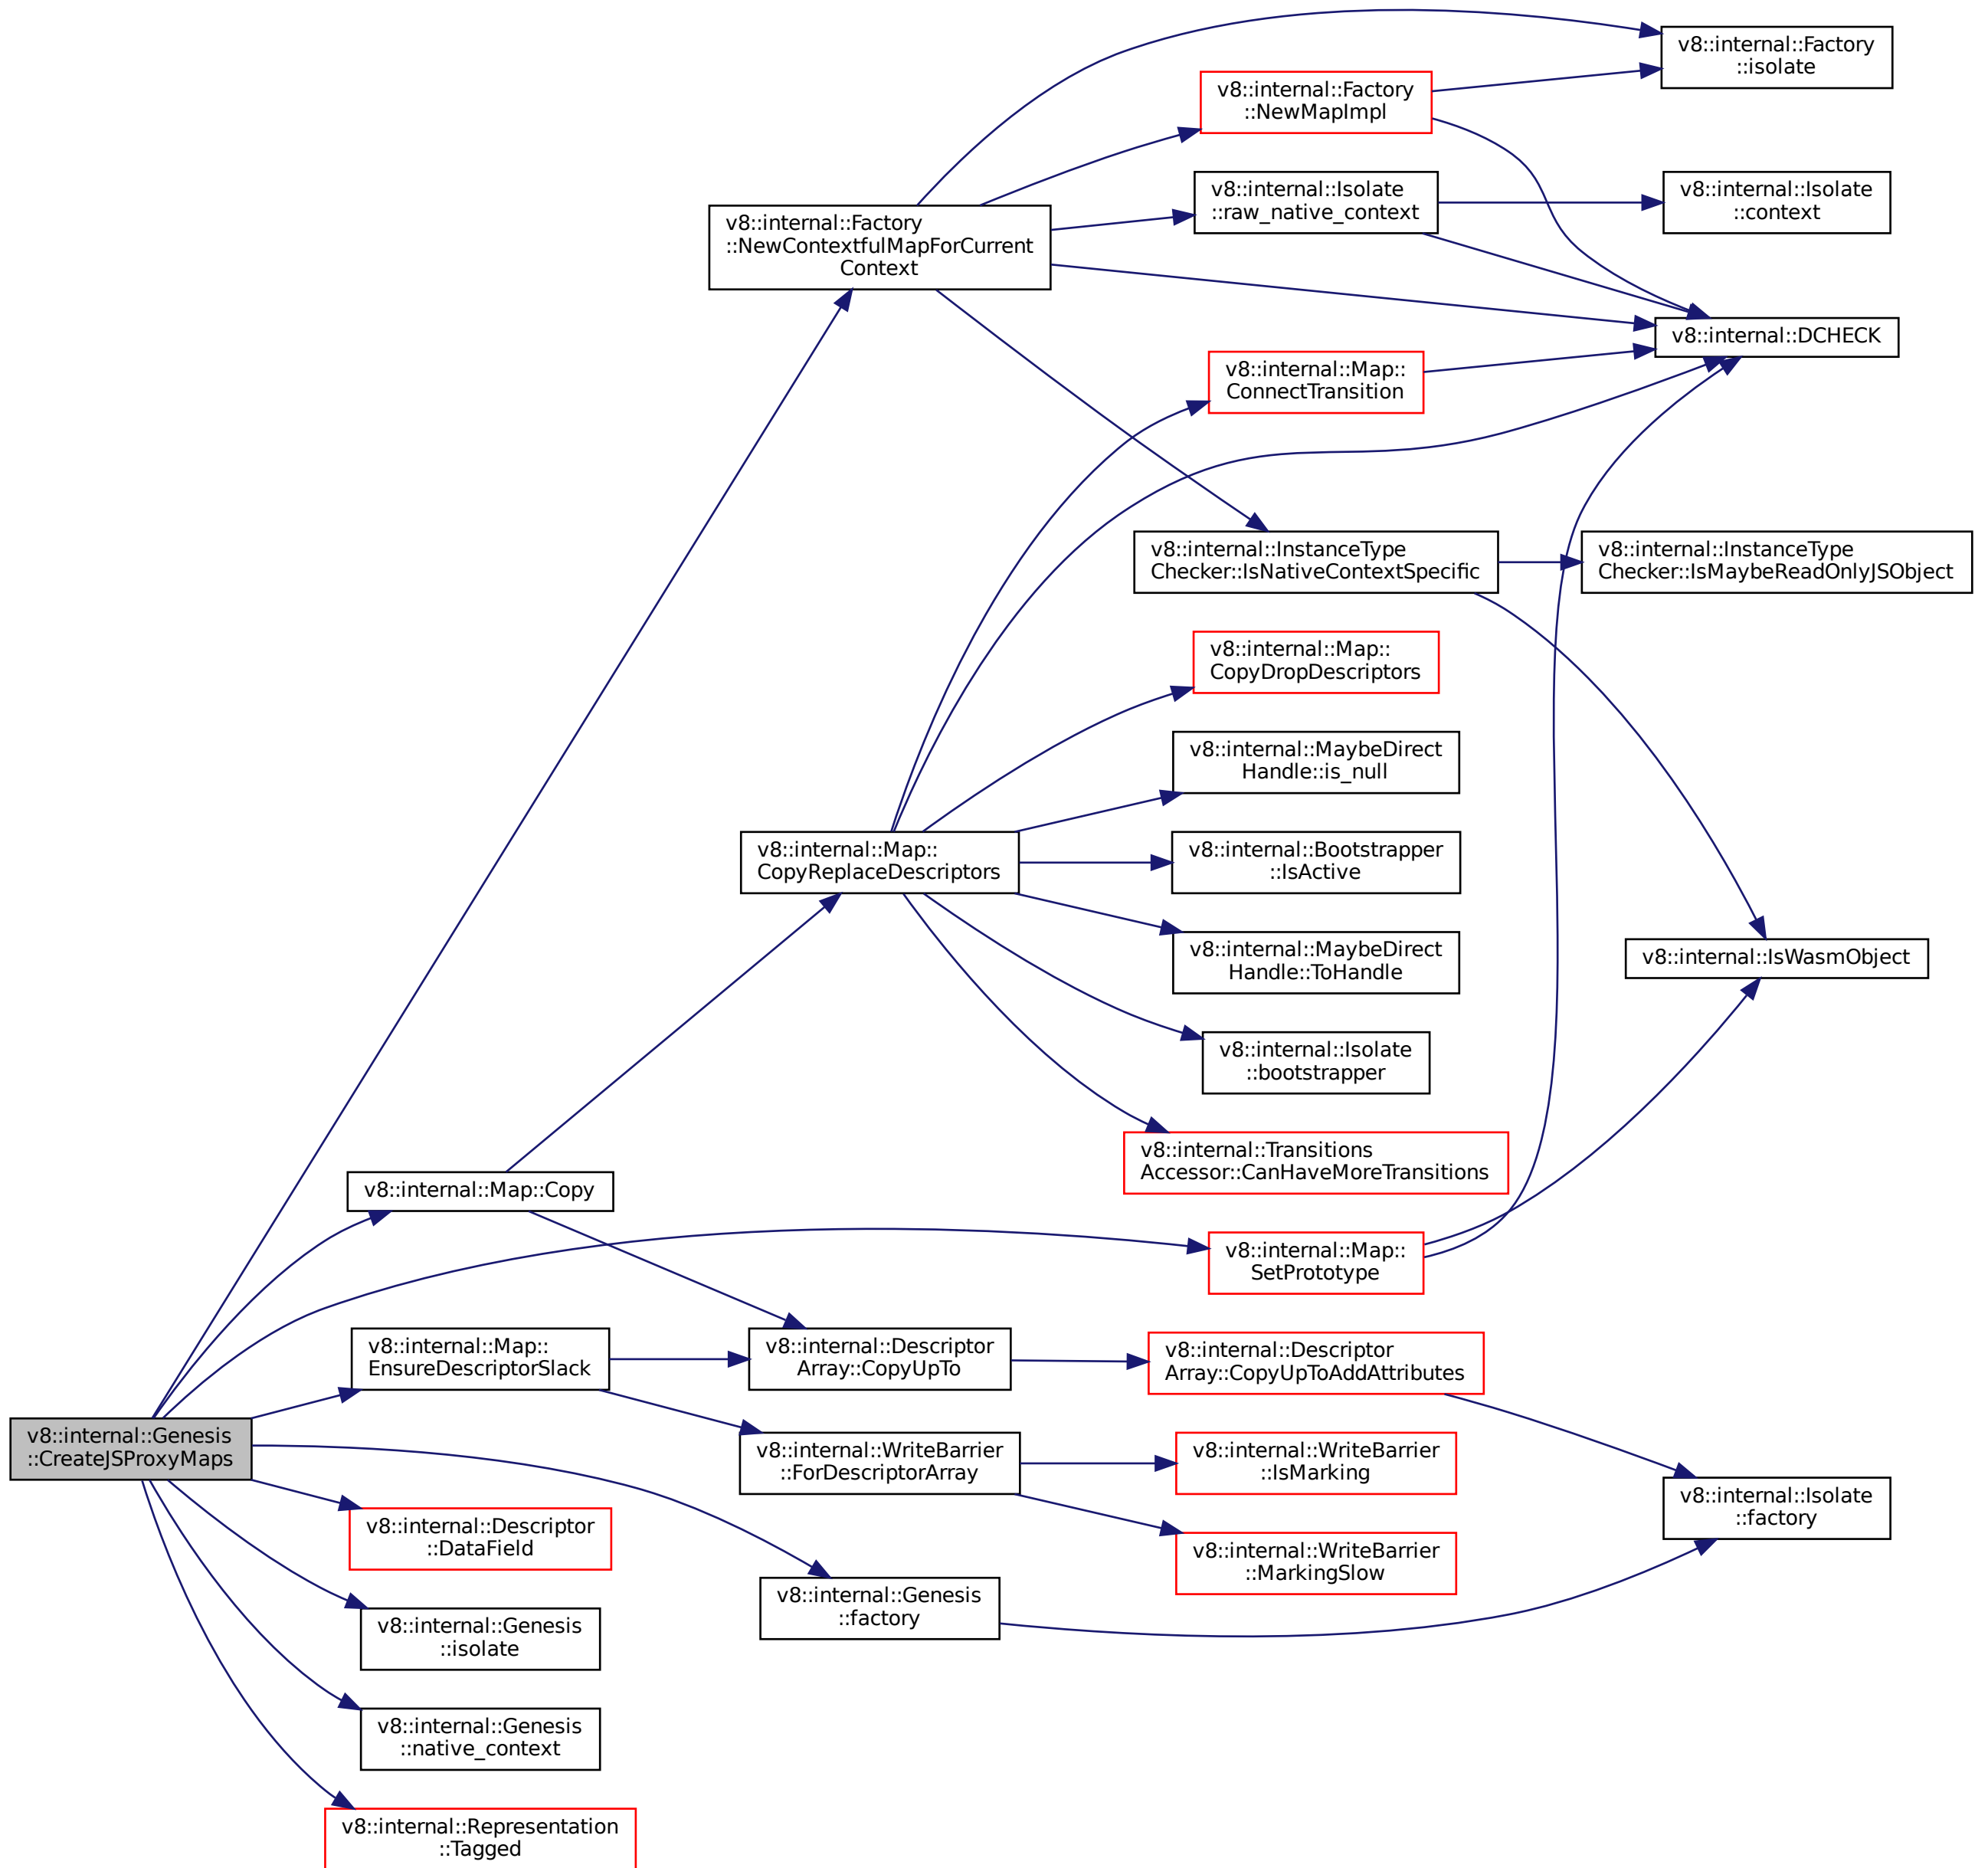 v8::internal::Factory
::isolate
v8::internal::Factory
::NewMapImpl
v8::internal::Isolate
::raw_native_context
v8::internal::Isolate
::context
v8::internal::Factory
::NewContextfulMapForCurrent
Context
v8::internal::DCHECK
v8::internal::Map::
ConnectTransition
v8::internal::InstanceType
Checker::IsNativeContextSpecific
v8::internal::InstanceType
Checker::IsMaybeReadOnlyJSObject
v8::internal::Map::
CopyDropDescriptors
v8::internal::MaybeDirect
Handle::is_null
v8::internal::Map::
CopyReplaceDescriptors
v8::internal::Bootstrapper
::IsActive
v8::internal::MaybeDirect
Handle::ToHandle
v8::internal::IsWasmObject
v8::internal::Isolate
::bootstrapper
v8::internal::Transitions
Accessor::CanHaveMoreTransitions
v8::internal::Map::Copy
v8::internal::Map::
SetPrototype
v8::internal::Map::
EnsureDescriptorSlack
v8::internal::Descriptor
Array::CopyUpTo
v8::internal::Descriptor
Array::CopyUpToAddAttributes
v8::internal::Genesis
::CreateJSProxyMaps
v8::internal::WriteBarrier
::ForDescriptorArray
v8::internal::WriteBarrier
::IsMarking
v8::internal::Isolate
::factory
v8::internal::Descriptor
::DataField
v8::internal::WriteBarrier
::MarkingSlow
v8::internal::Genesis
::factory
v8::internal::Genesis
::isolate
v8::internal::Genesis
::native_context
v8::internal::Representation
::Tagged